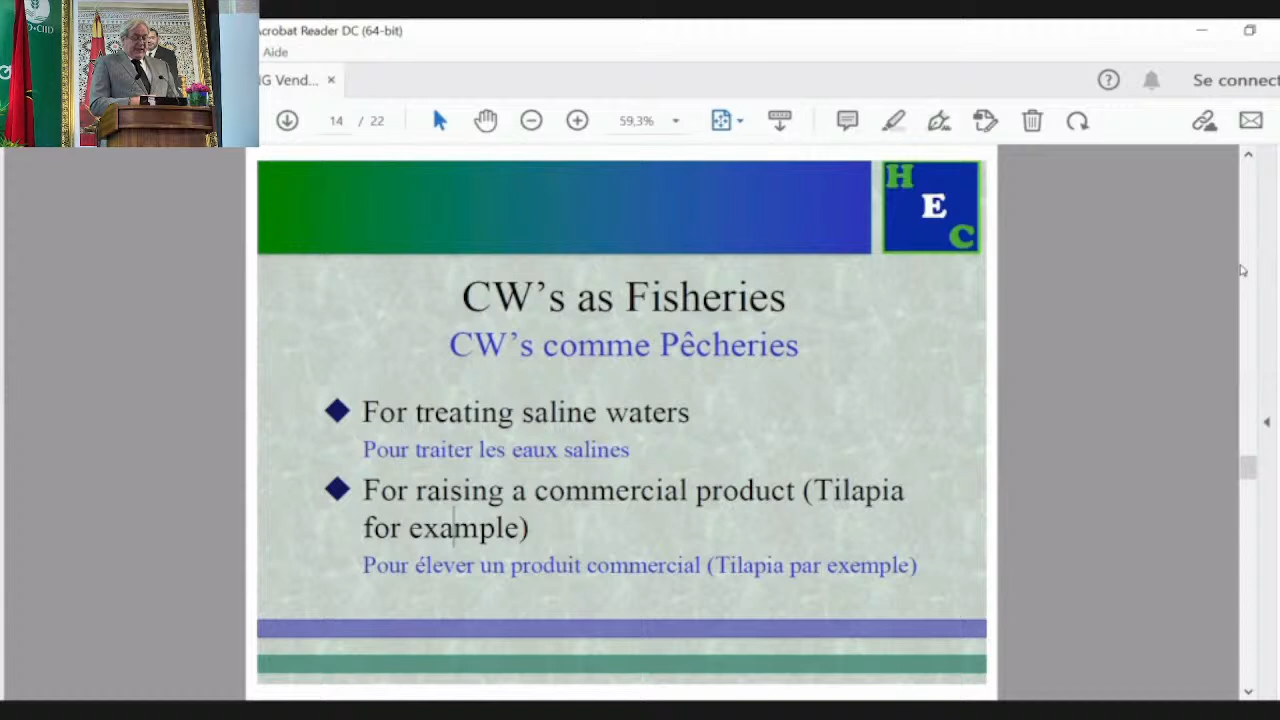 CIID
Acrobat Reader DC (64-bit)
Aide
G Vend... ×
Se connect
14 / 22
59,3%
H
E
C
CW's as Fisheries
CW's comme Pêcheries
For treating saline waters
Pour traiter les eaux salines
For raising a commercial product (Tilapia
for example)
Pour élever un produit commercial (Tilapia par exemple)